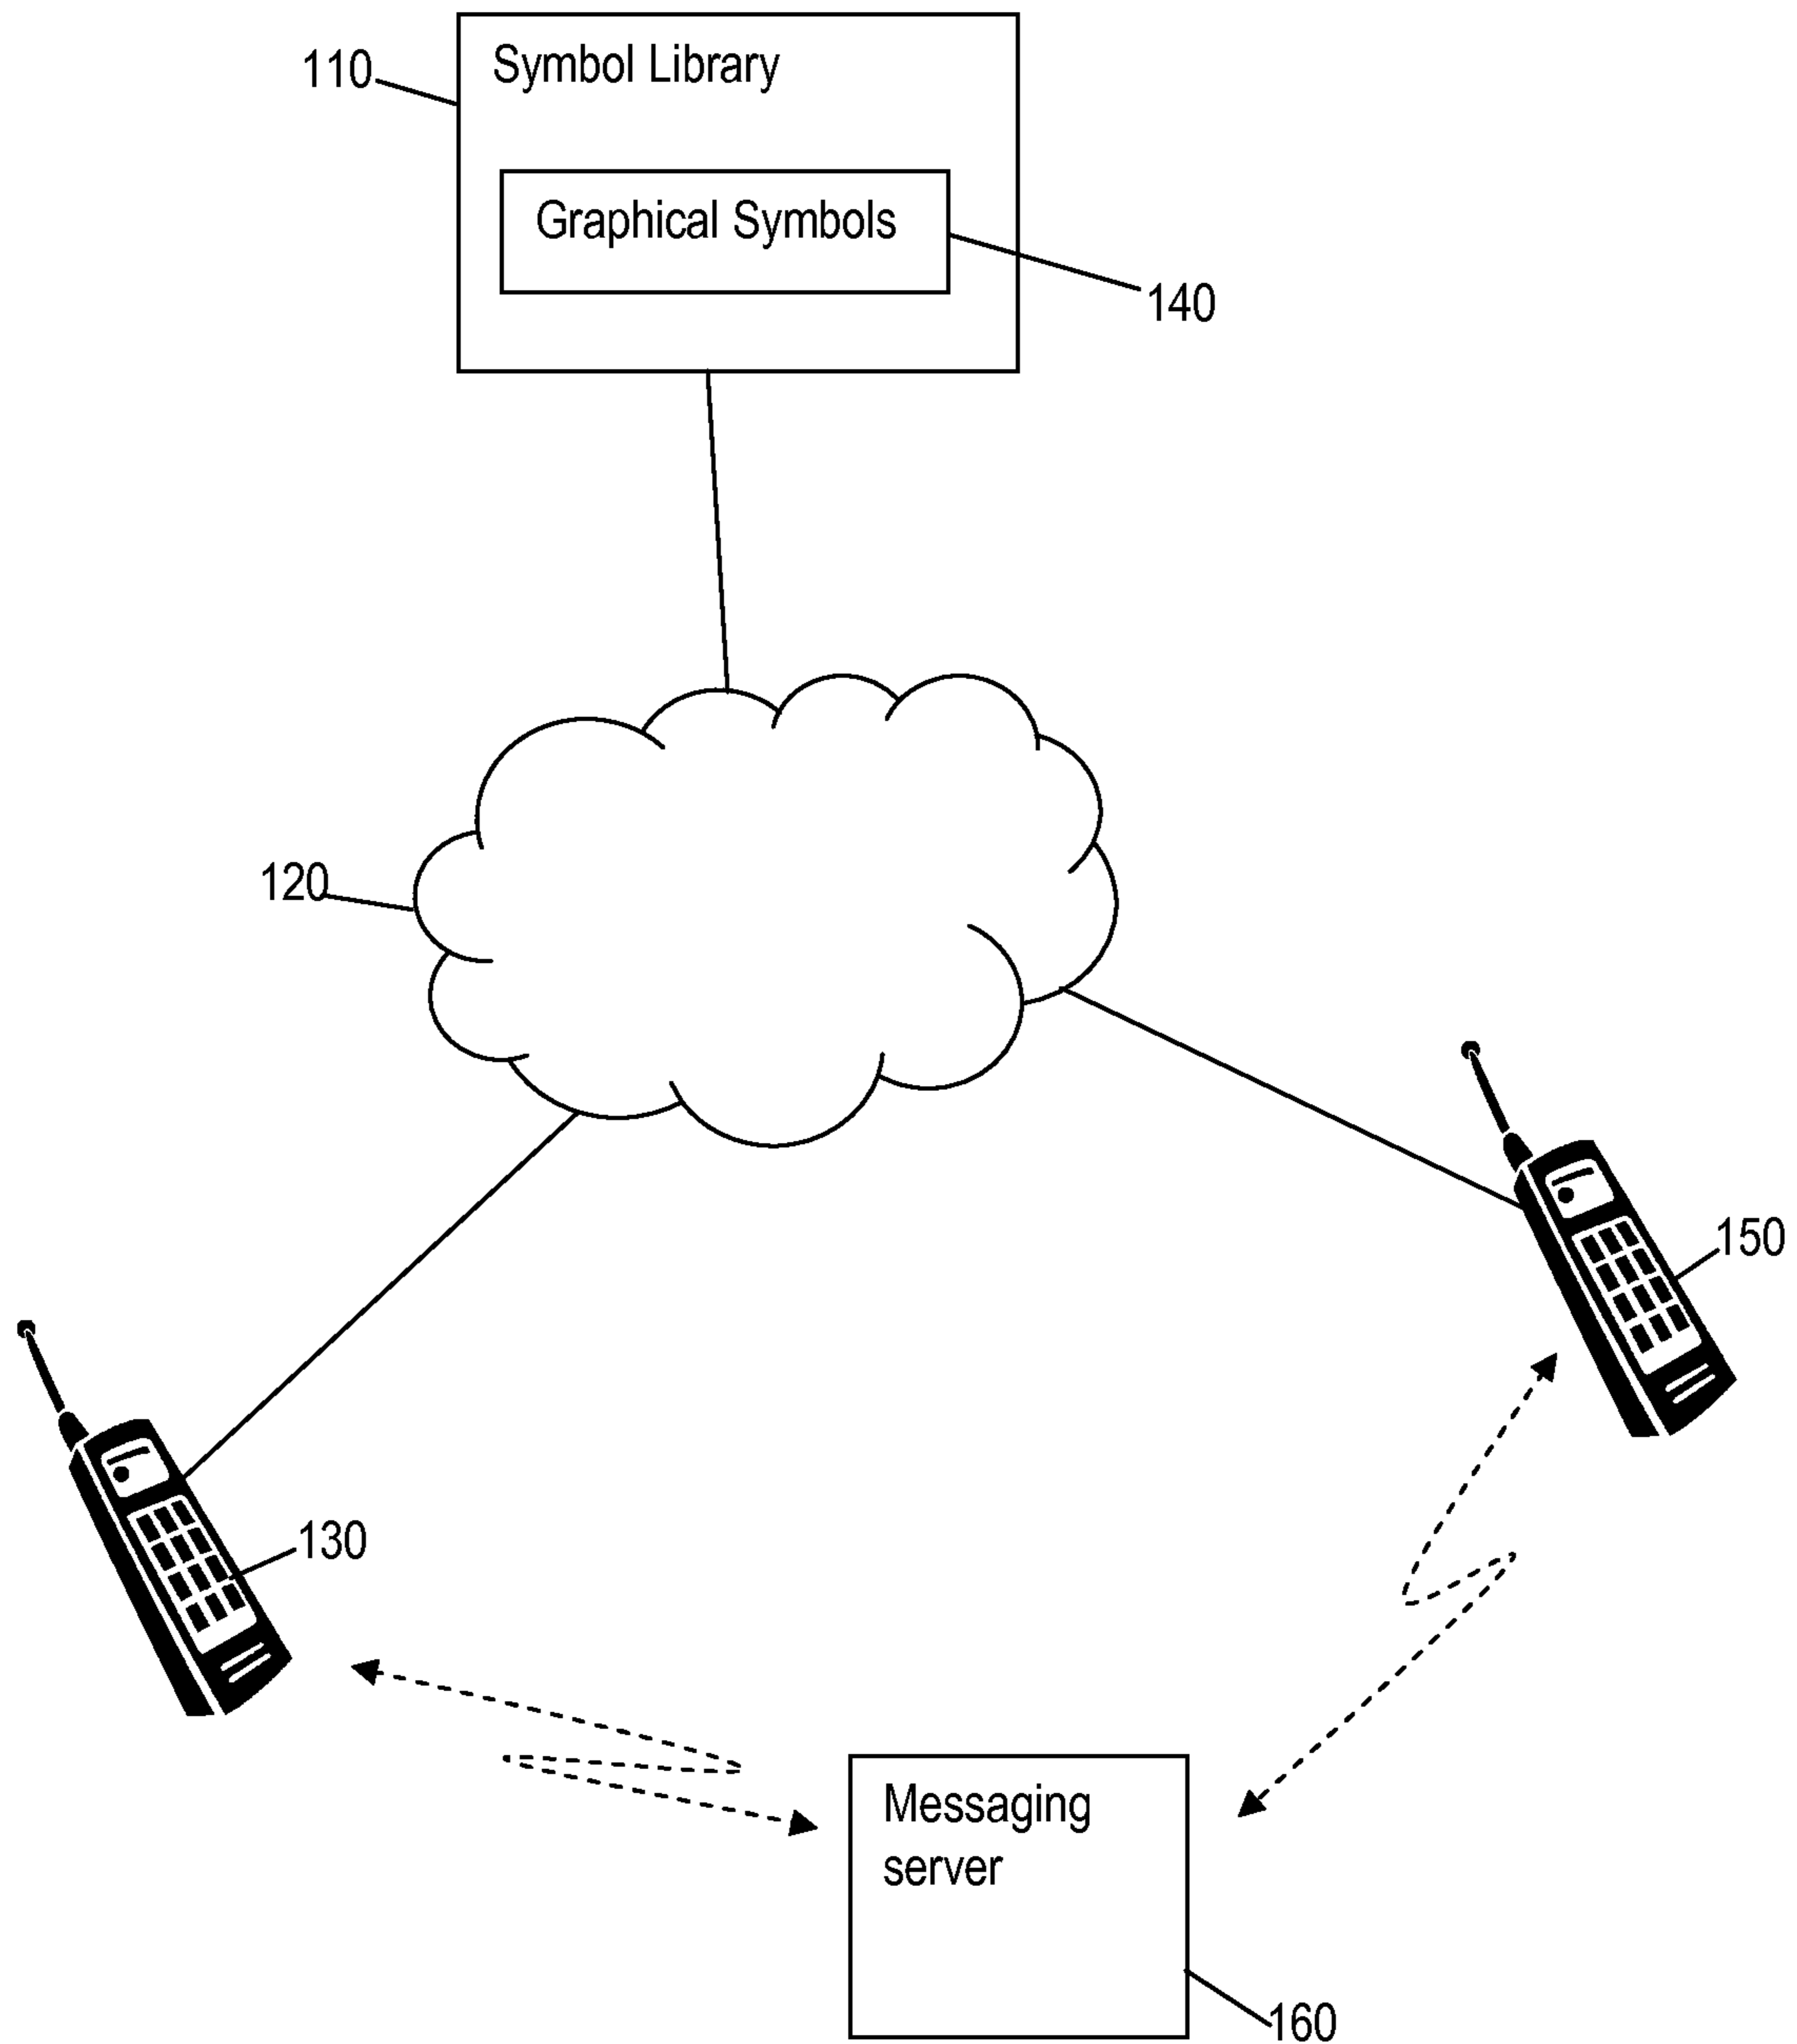 Symbol Library
110
Graphical Symbols
140
120
150
130
Messaging
server
160